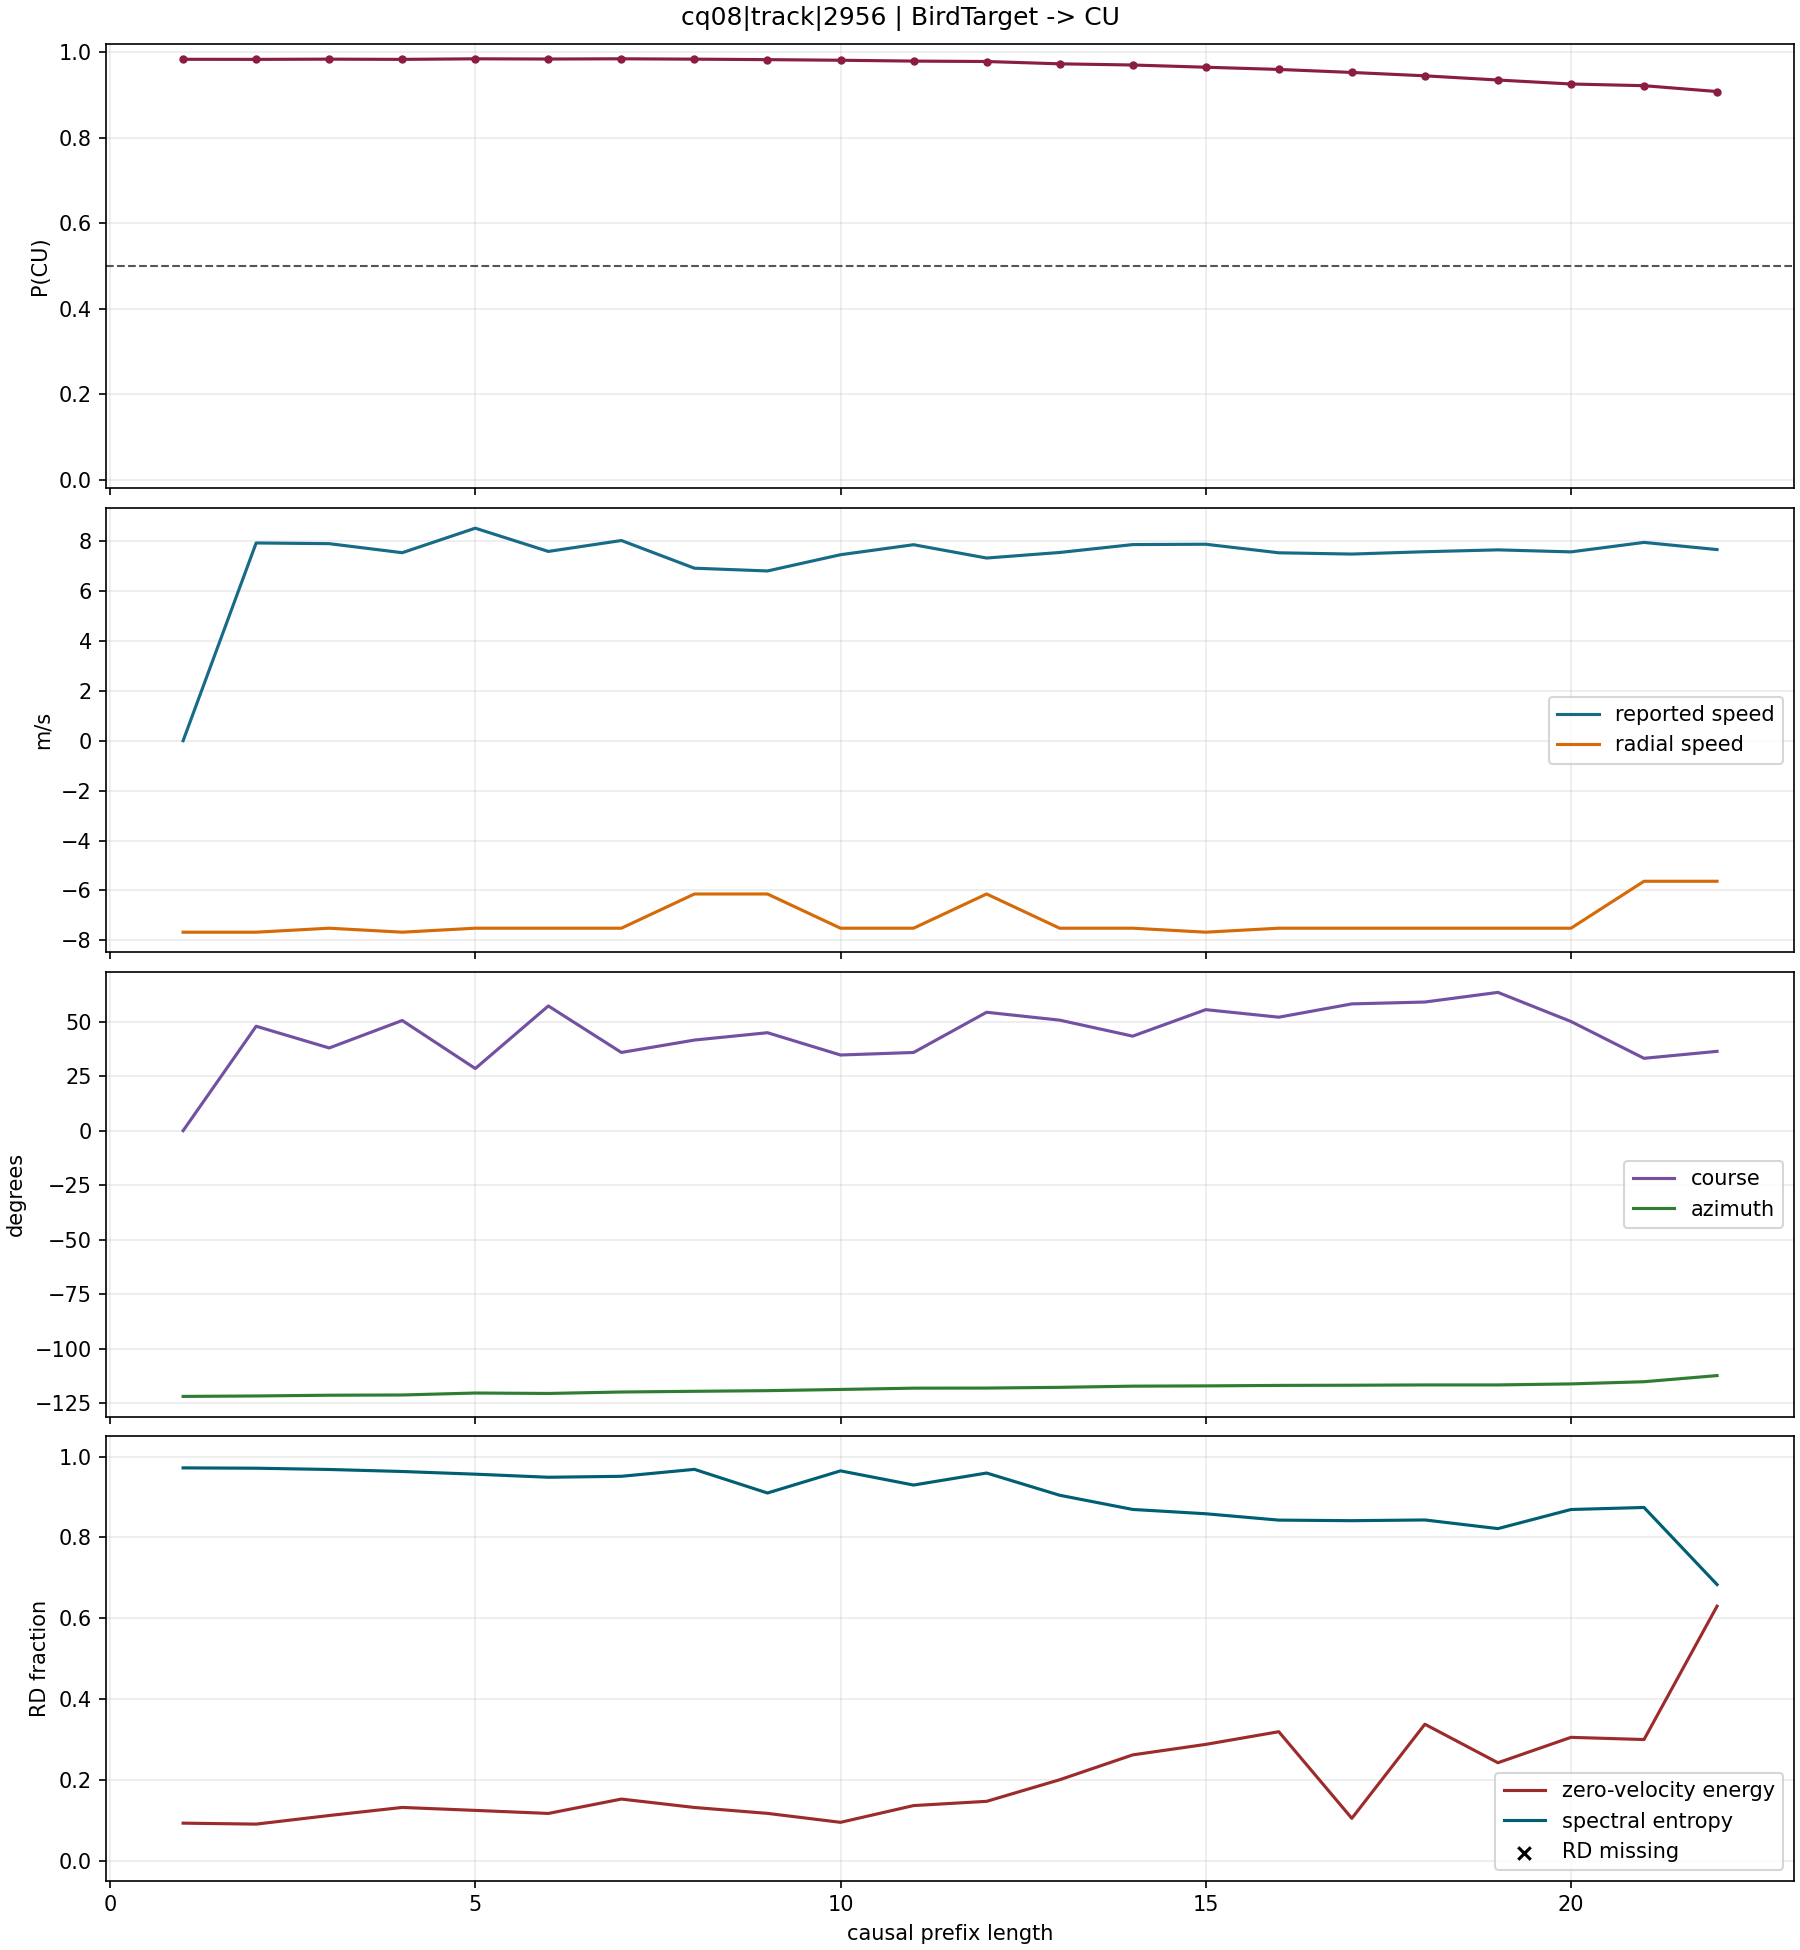 cq08|track|2956 | BirdTarget -> CU
1.0
0.8
0.6
0.4
0.2
0.0
P(CU)
8
6
4
2
0
−2
−4
−6
−8
m/s
reported speed
radial speed
50
25
0
−25
−50
−75
−100
−125
degrees
course
azimuth
1.0
0.8
0.6
0.4
0.2
0.0
RD fraction
zero-velocity energy
spectral entropy
RD missing
0 5 10 15 20
causal prefix length